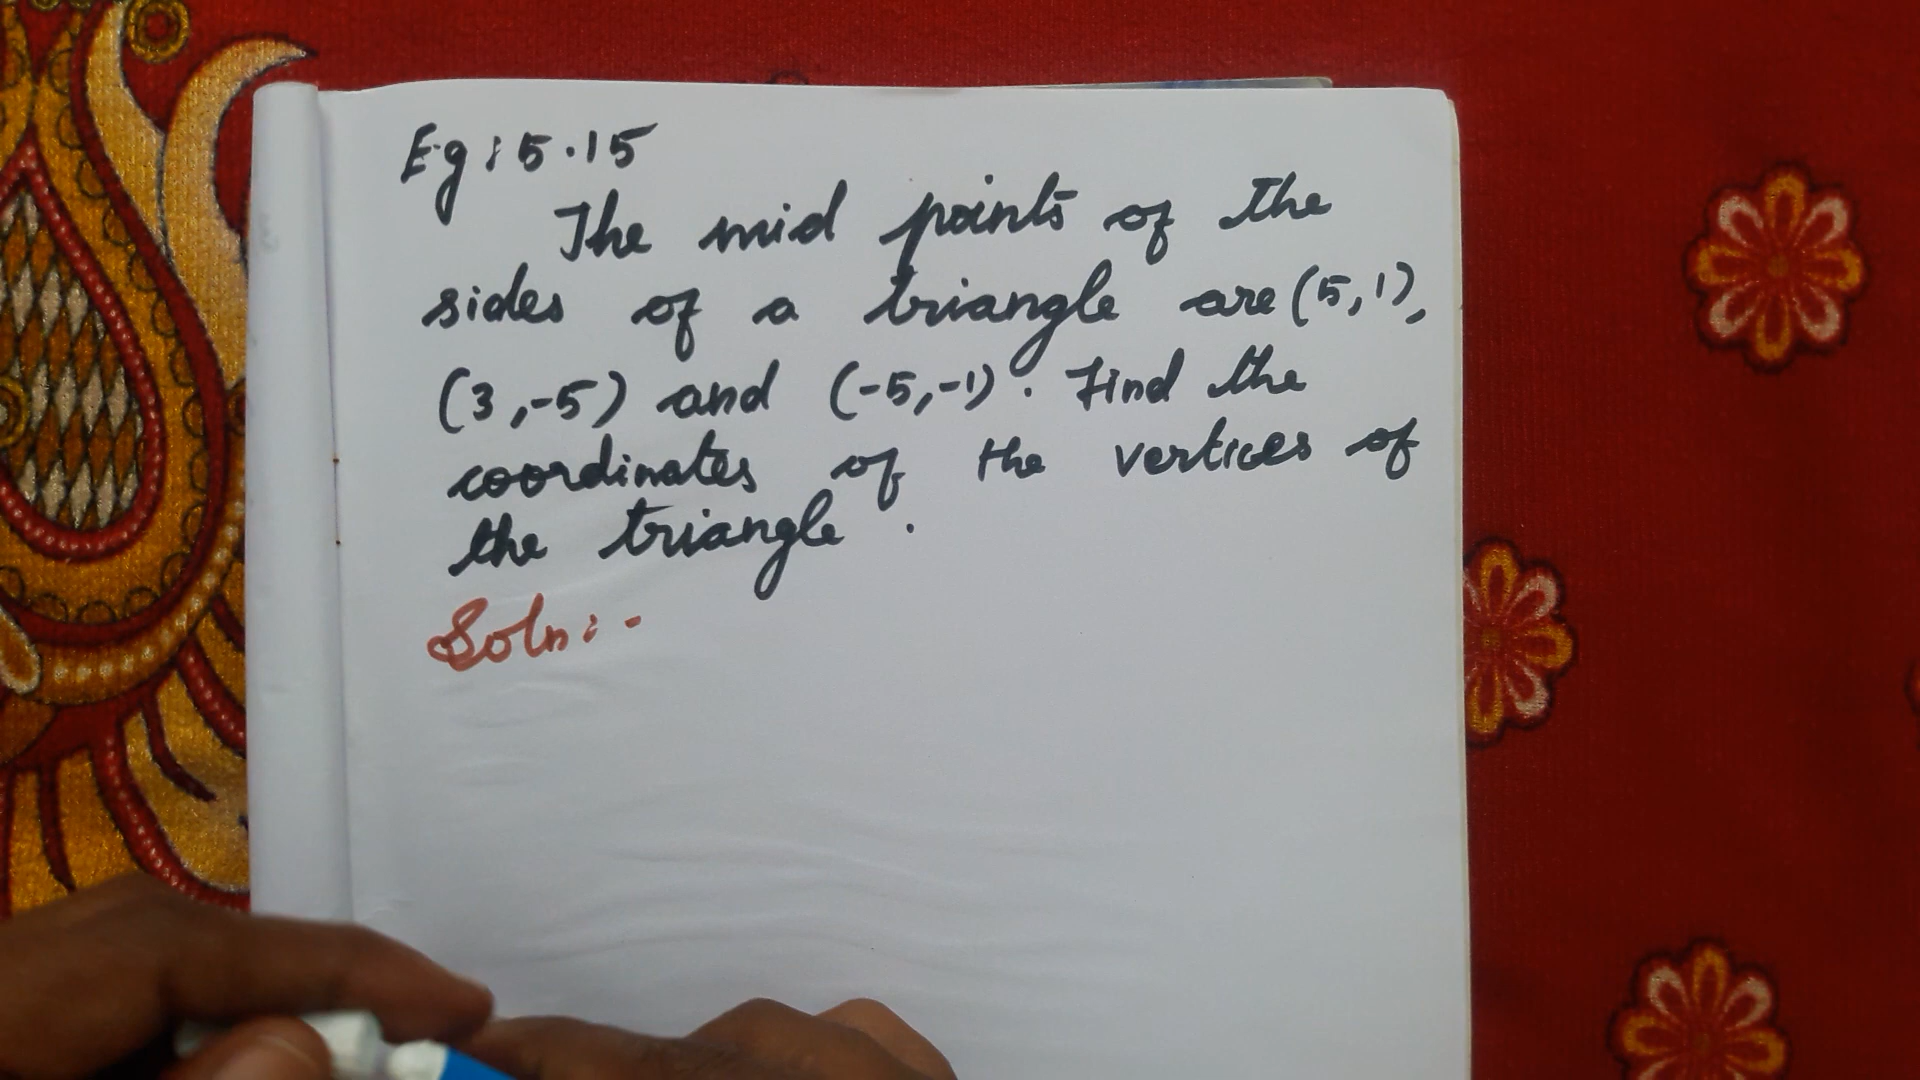 Eg : 5.15
The mid points of the
sides of a triangle are (5,1),
(3,-5) and (-5,-1). Find the
coordinates of the vertices of
the triangle.
Soln:-